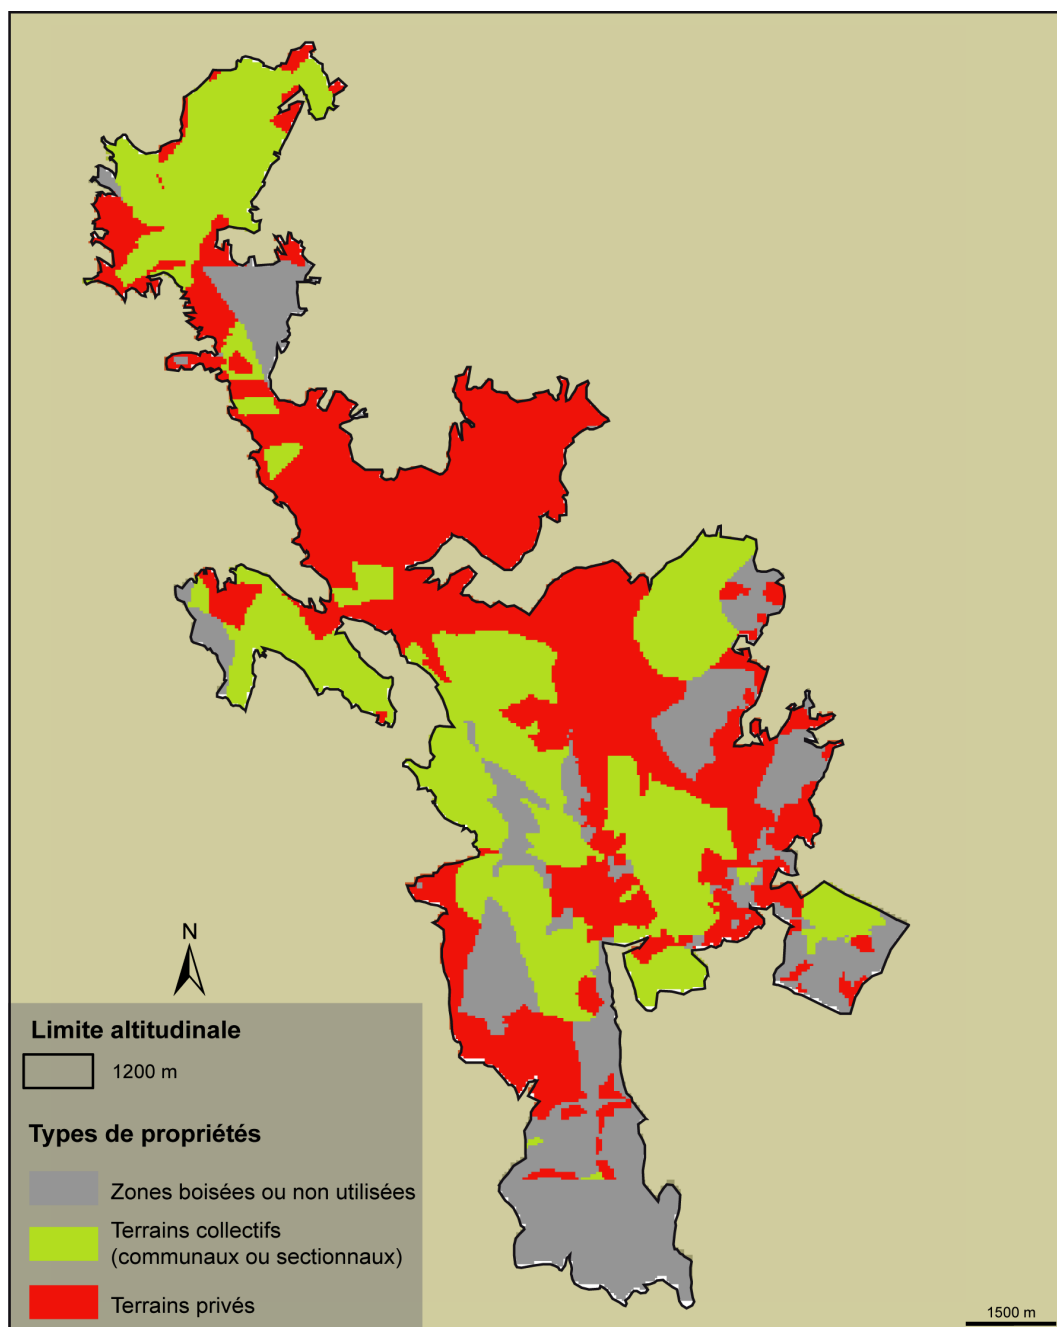 N
Limite altitudinale
1200 m
Types de propriétés
Zones boisées ou non utilisées
Terrains collectifs
(communaux ou sectionnaux)
Terrains privés
1500 m